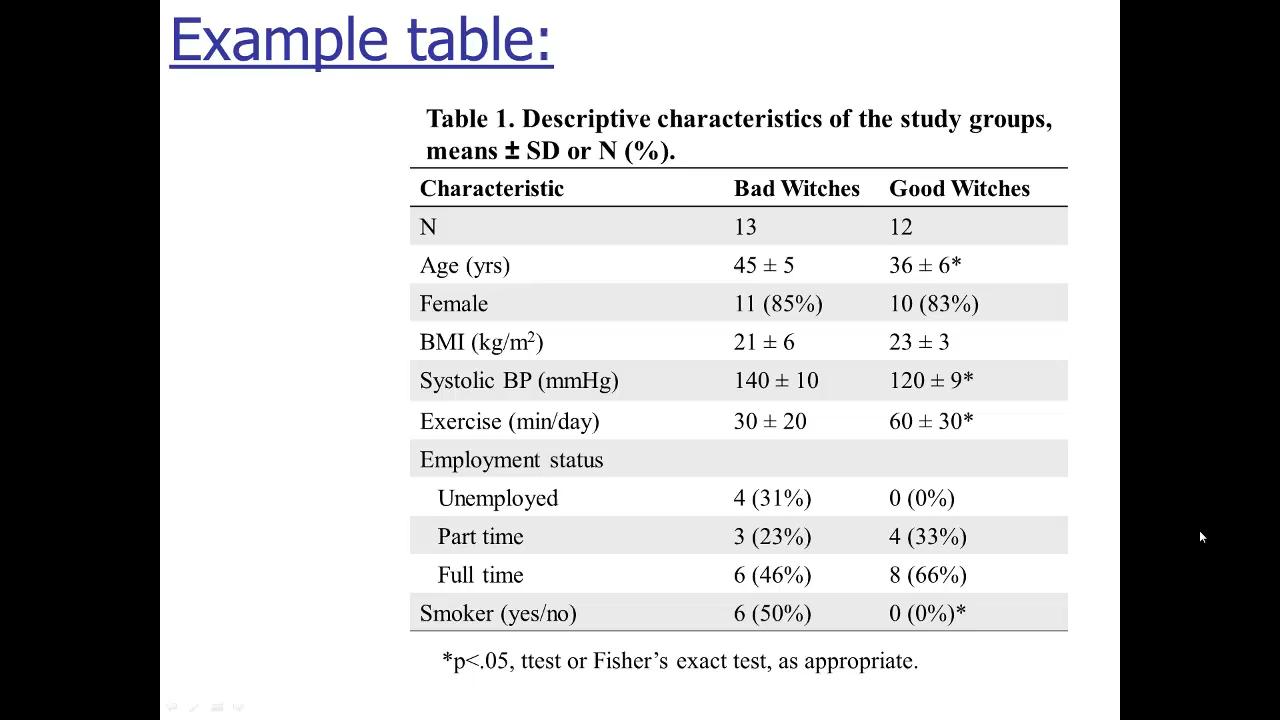 Example table:
Table 1. Descriptive characteristics of the study groups,
means ± SD or N (%).
Characteristic Bad Witches Good Witches
N 13 12
Age (yrs) 45 ± 5 36 ± 6*
Female 11 (85%) 10 (83%)
BMI (kg/m²) 21 ± 6 23 ± 3
Systolic BP (mmHg) 140 ± 10 120 ± 9*
Exercise (min/day) 30 ± 20 60 ± 30*
Employment status
Unemployed 4 (31%) 0 (0%)
Part time 3 (23%) 4 (33%)
Full time 6 (46%) 8 (66%)
Smoker (yes/no) 6 (50%) 0 (0%)*
*p<.05, ttest or Fisher’s exact test, as appropriate.